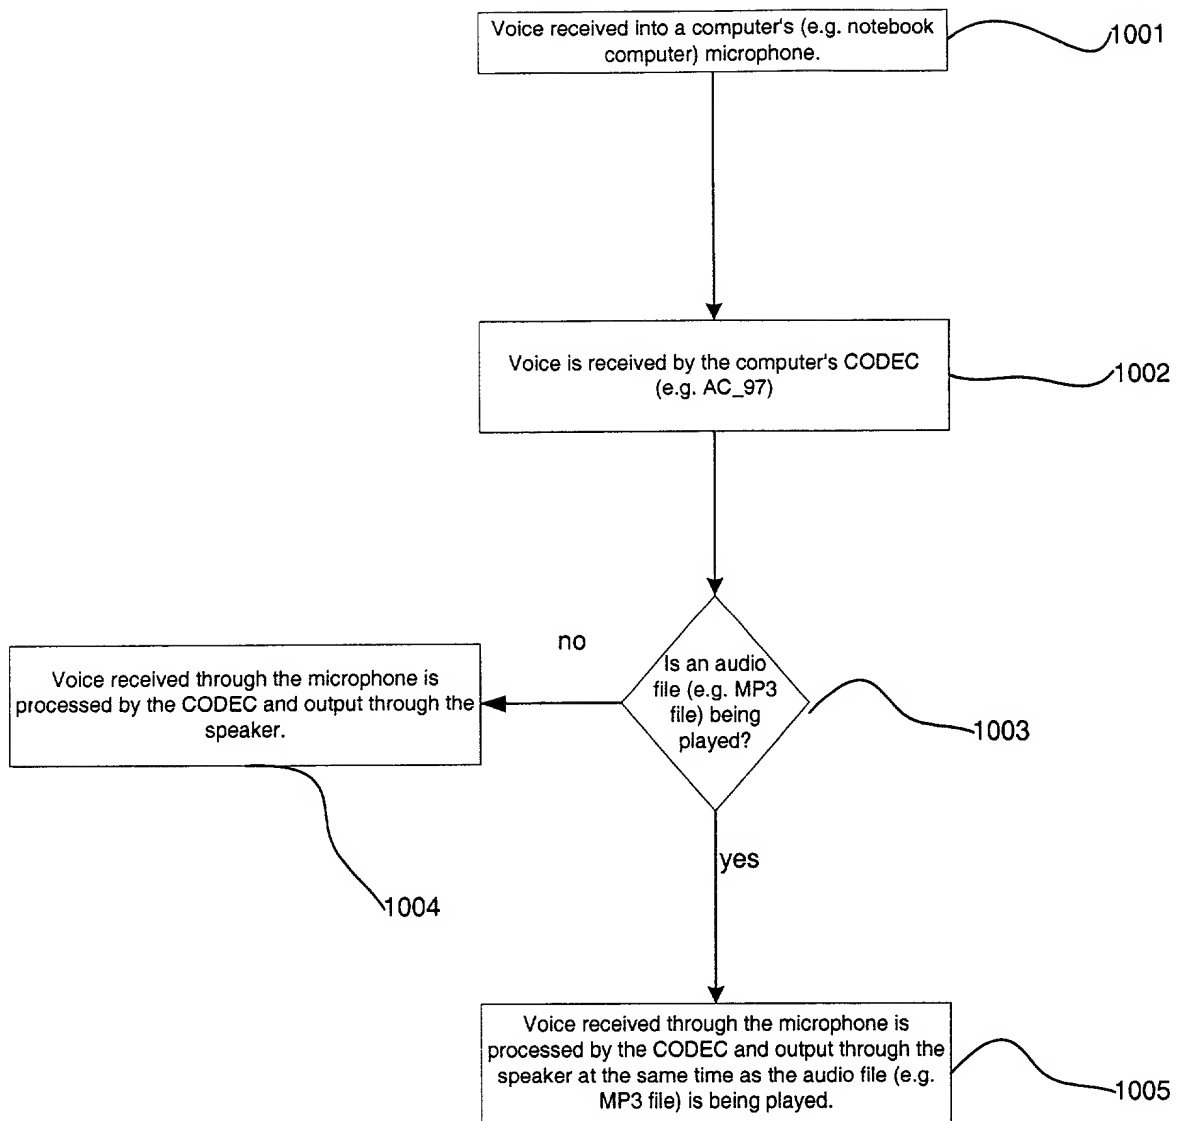 Voice received into a computer's (e.g. notebook
computer) microphone.
1001
Voice is received by the computer's CODEC
(e.g. AC_97)
1002
Is an audio
file (e.g. MP3
file) being
played?
1003
no
Voice received through the microphone is
processed by the CODEC and output through the
speaker.
1004
yes
Voice received through the microphone is
processed by the CODEC and output through the
speaker at the same time as the audio file (e.g.
MP3 file) is being played.
1005